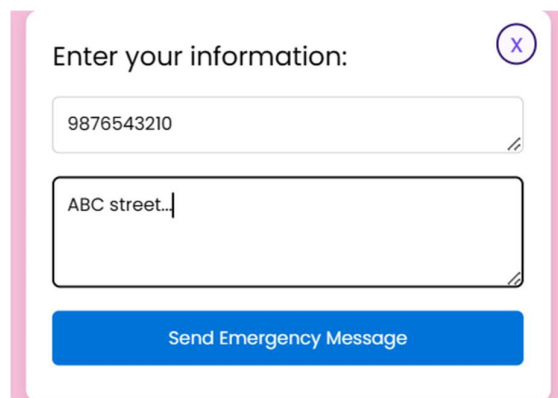 Enter your information:
X
9876543210
ABC street...
Send Emergency Message